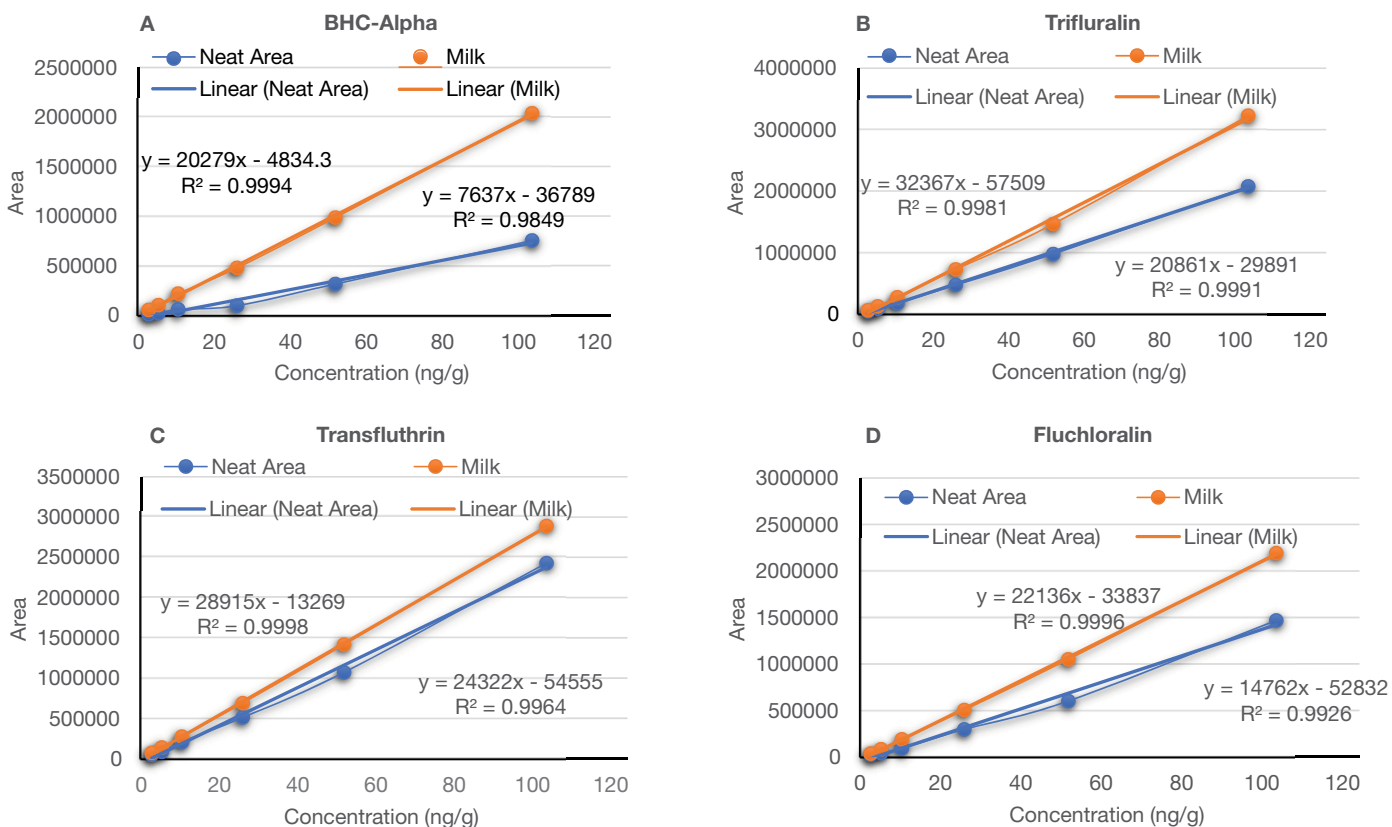 A
BHC-Alpha
Neat Area
Milk
Linear (Neat Area)
Linear (Milk)
2500000
2000000
1500000
1000000
500000
0
Area
y = 20279x - 4834.3
R² = 0.9994
y = 7637x - 36789
R² = 0.9849
0 20 40 60 80 100 120
Concentration (ng/g)
B
Trifluralin
Neat Area
Milk
Linear (Neat Area)
Linear (Milk)
4000000
3000000
2000000
1000000
0
Area
y = 32367x - 57509
R² = 0.9981
y = 20861x - 29891
R² = 0.9991
0 20 40 60 80 100 120
Concentration (ng/g)
C
Transfluthrin
Neat Area
Milk
Linear (Neat Area)
Linear (Milk)
3500000
3000000
2500000
2000000
1500000
1000000
500000
0
Area
y = 28915x - 13269
R² = 0.9998
y = 24322x - 54555
R² = 0.9964
0 20 40 60 80 100 120
Concentration (ng/g)
D
Fluchloralin
Neat Area
Milk
Linear (Neat Area)
Linear (Milk)
3000000
2500000
2000000
1500000
1000000
500000
0
Area
y = 22136x - 33837
R² = 0.9996
y = 14762x - 52832
R² = 0.9926
0 20 40 60 80 100 120
Concentration (ng/g)